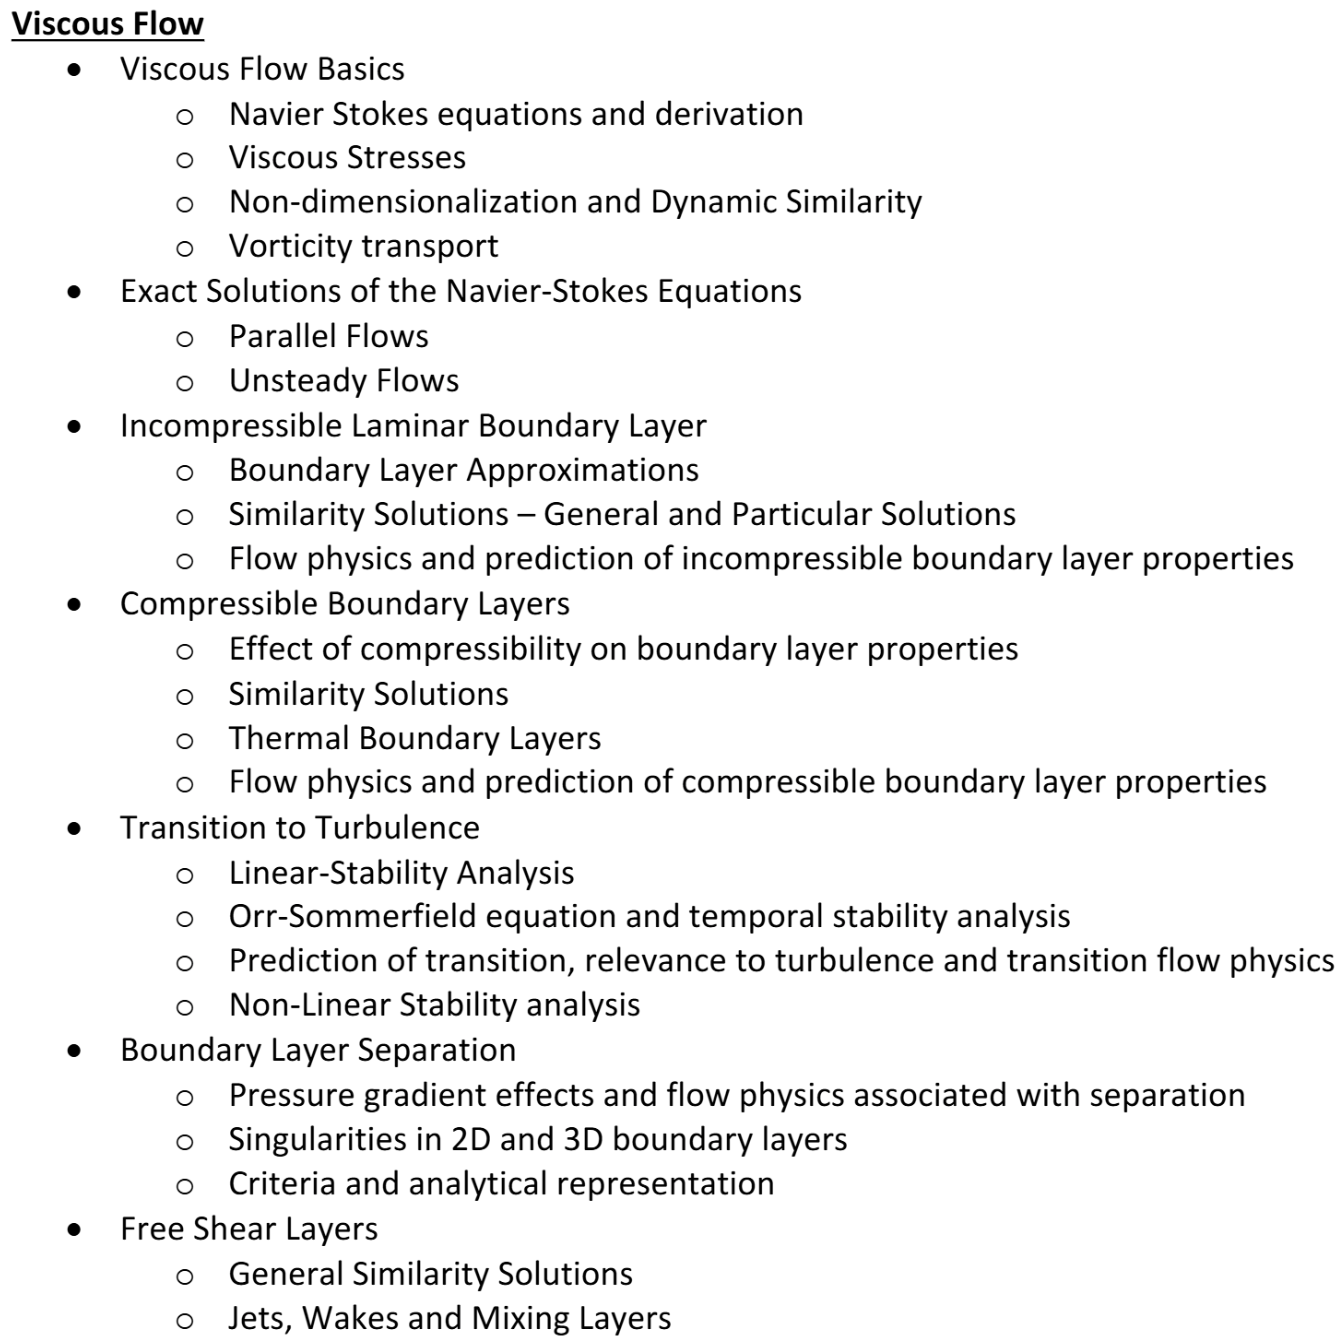 Viscous Flow
• Viscous Flow Basics
o Navier Stokes equations and derivation
o Viscous Stresses
o Non-dimensionalization and Dynamic Similarity
o Vorticity transport
• Exact Solutions of the Navier-Stokes Equations
o Parallel Flows
o Unsteady Flows
• Incompressible Laminar Boundary Layer
o Boundary Layer Approximations
o Similarity Solutions – General and Particular Solutions
o Flow physics and prediction of incompressible boundary layer properties
• Compressible Boundary Layers
o Effect of compressibility on boundary layer properties
o Similarity Solutions
o Thermal Boundary Layers
o Flow physics and prediction of compressible boundary layer properties
• Transition to Turbulence
o Linear-Stability Analysis
o Orr-Sommerfield equation and temporal stability analysis
o Prediction of transition, relevance to turbulence and transition flow physics
o Non-Linear Stability analysis
• Boundary Layer Separation
o Pressure gradient effects and flow physics associated with separation
o Singularities in 2D and 3D boundary layers
o Criteria and analytical representation
• Free Shear Layers
o General Similarity Solutions
o Jets, Wakes and Mixing Layers